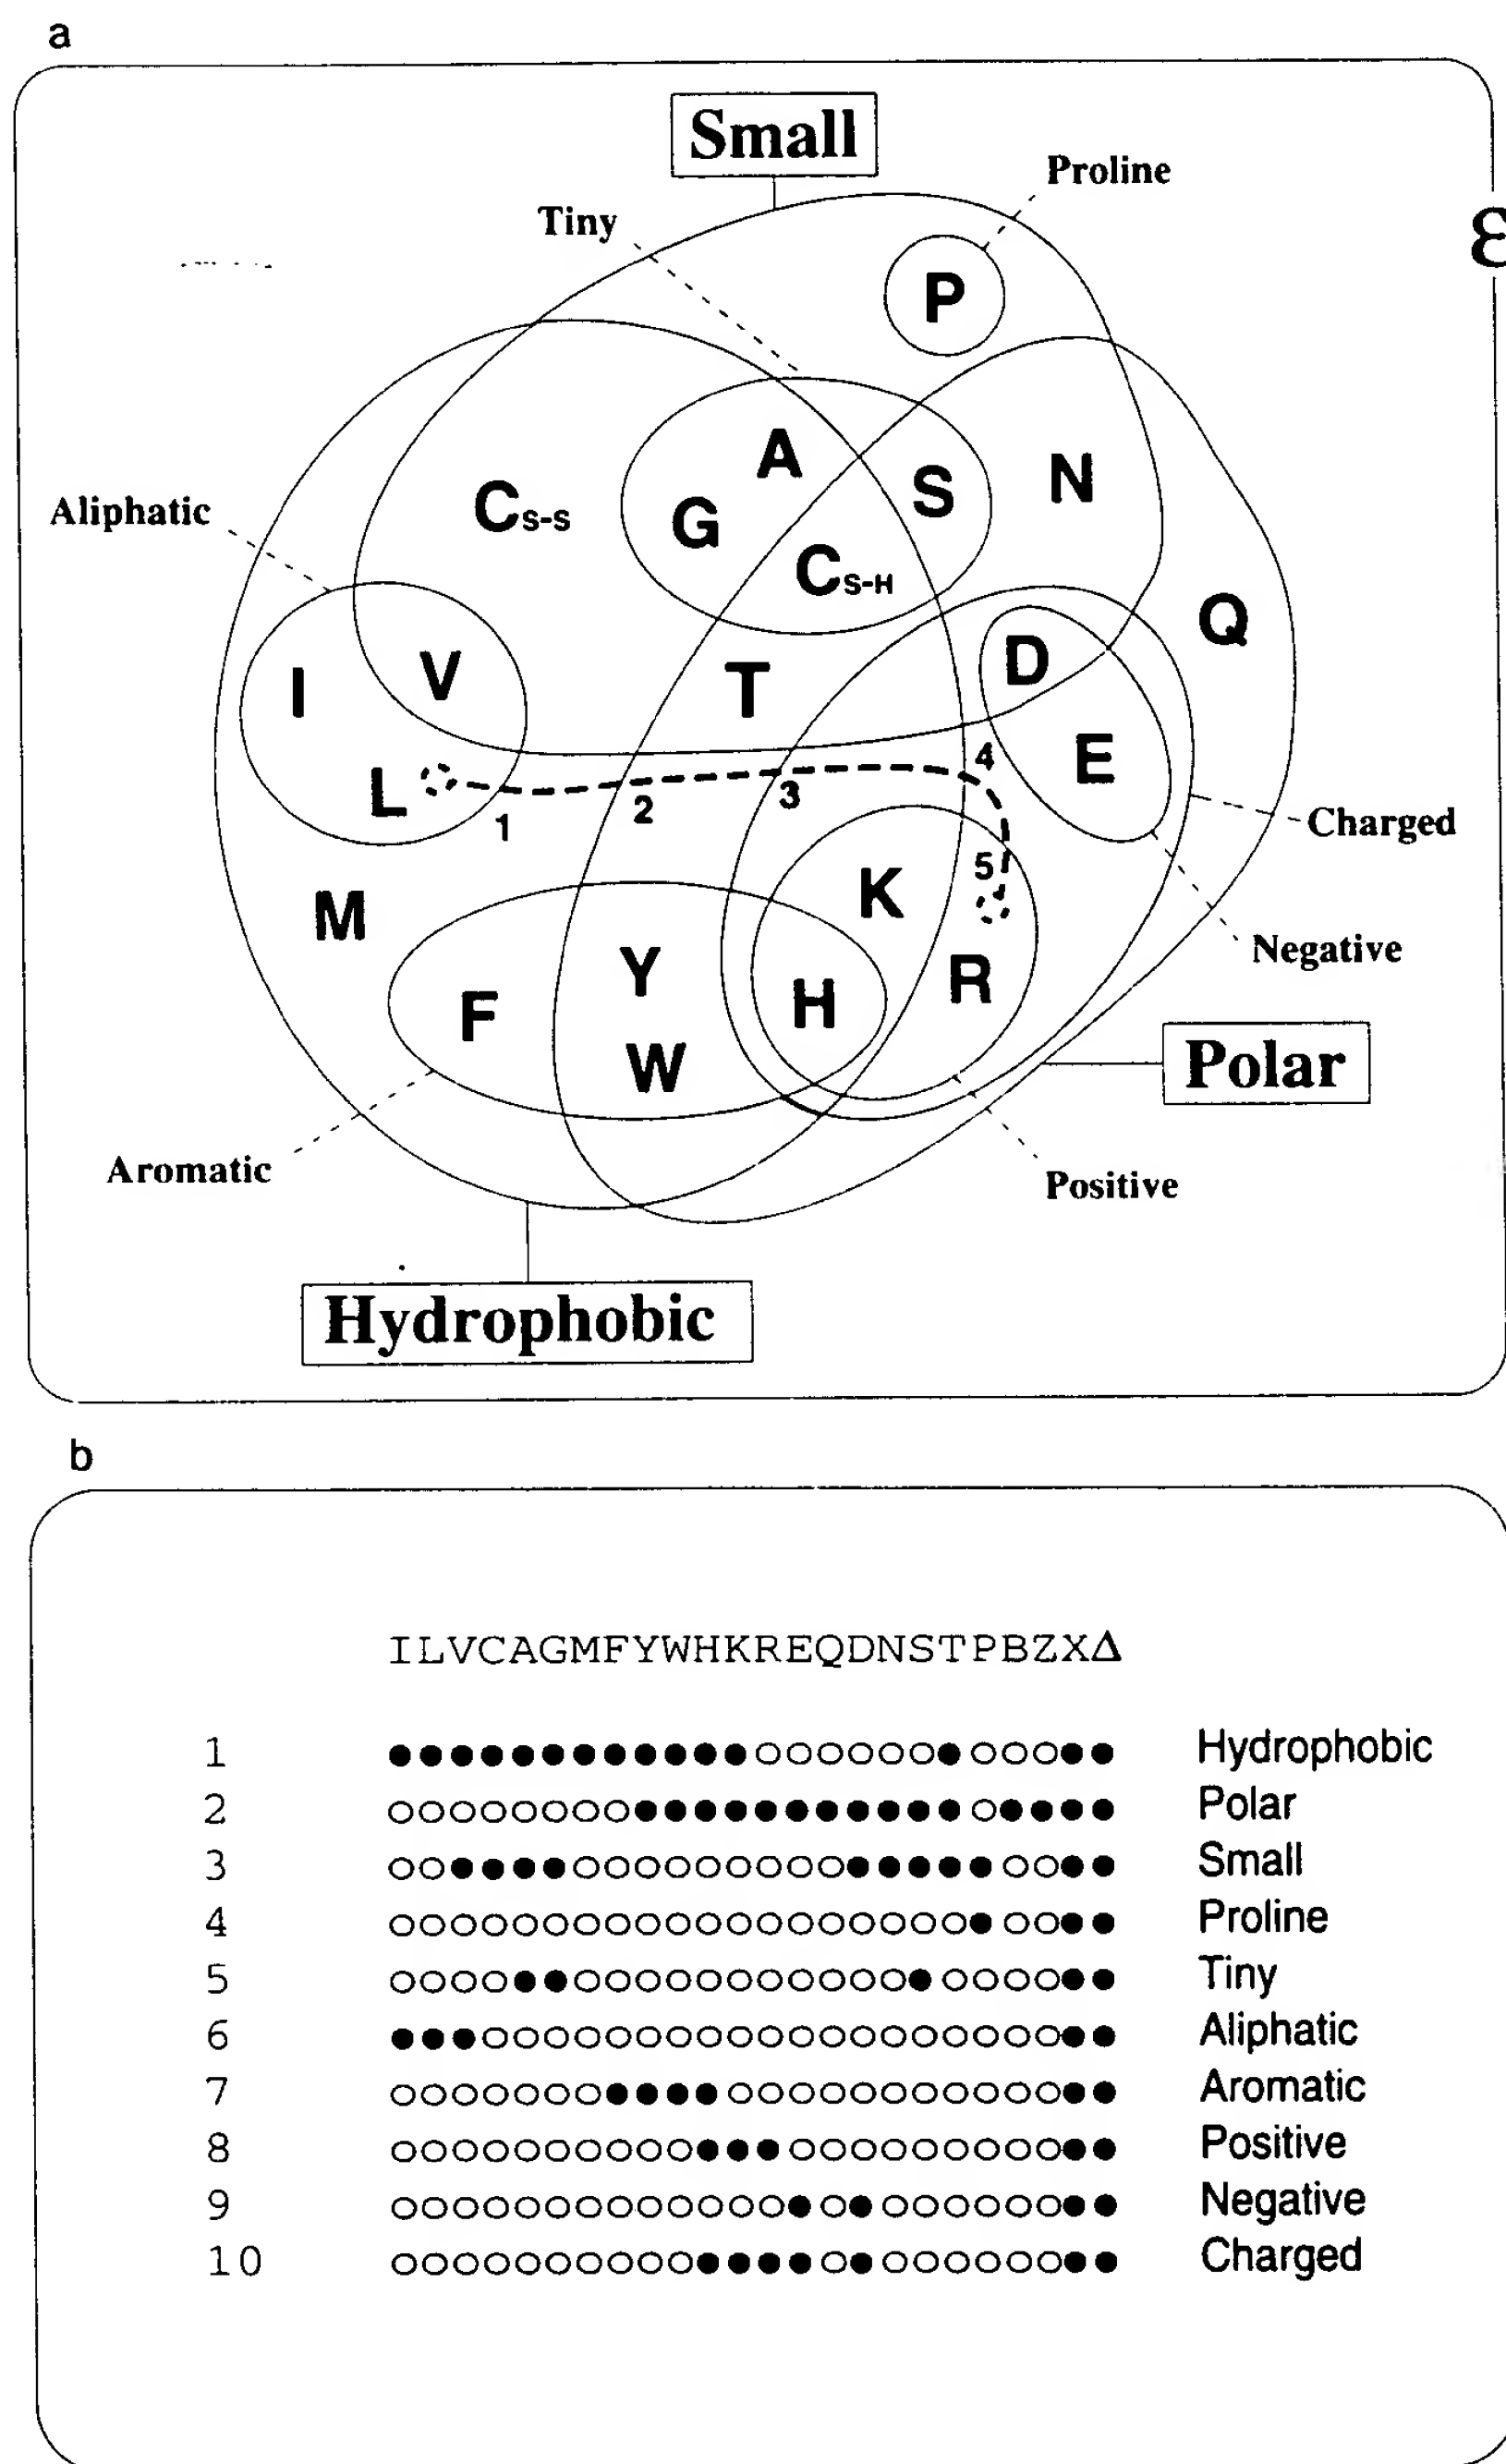 a
Small
Proline
Tiny
ε
P
A
S
N
Aliphatic
CS-S
G
CS-H
Q
I
V
T
D
L
1
2
3
4
E
Charged
M
K
5
Negative
Y
F
H
R
W
Polar
Aromatic
Positive
Hydrophobic
b
ILVCAGMFYWHKREQDNSTPBZXΔ
1 ●●●●●●●●●●●●○○○○○○●○○○●● Hydrophobic
2 ○○○○○○○○●●●●●●●●●●●○●●●● Polar
3 ○○●●●●○○○○○○○○○●●●●●○○●● Small
4 ○○○○○○○○○○○○○○○○○○○●○○●● Proline
5 ○○○○●●○○○○○○○○○○○●○○○○●● Tiny
6 ●●●○○○○○○○○○○○○○○○○○○○●● Aliphatic
7 ○○○○○○○●●●●○○○○○○○○○○○●● Aromatic
8 ○○○○○○○○○○●●●○○○○○○○○○●● Positive
9 ○○○○○○○○○○○○○●○●○○○○○○●● Negative
10 ○○○○○○○○○○●●●●○●○○○○○○●● Charged